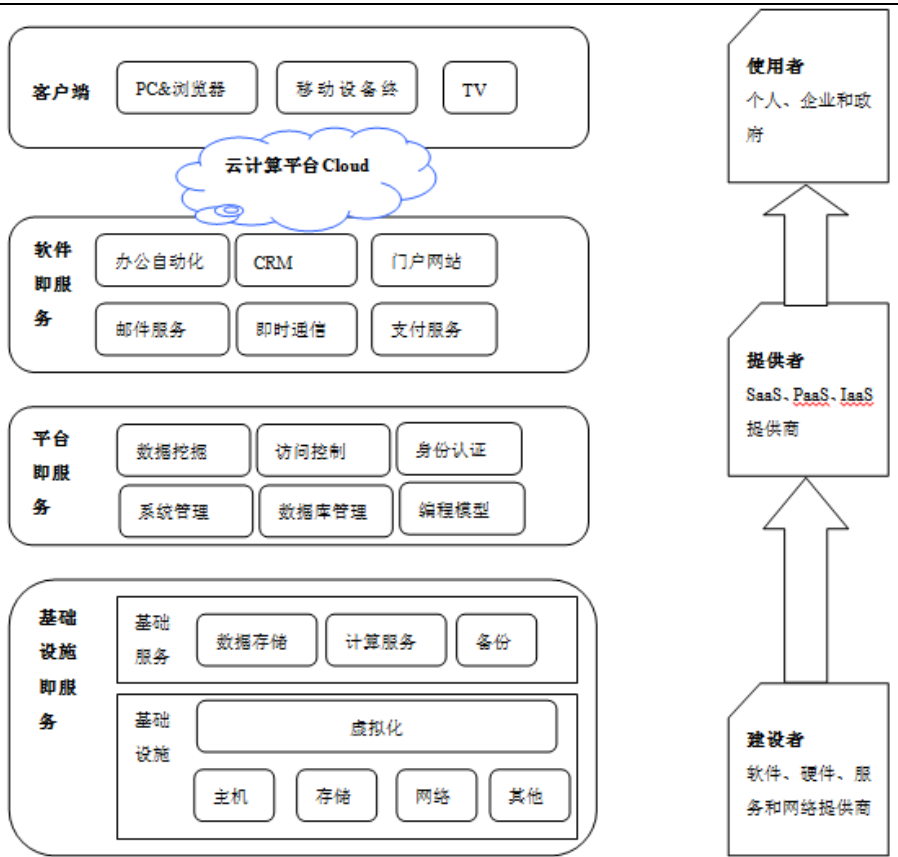 客户端
PC&浏览器
移动设备终
TV
云计算平台Cloud
软件
即服
务
办公自动化
CRM
门户网站
邮件服务
即时通信
支付服务
平台
即服
务
数据挖掘
访问控制
身份认证
系统管理
数据库管理
编程模型
基础
设施
即服
务
基础
服务
数据存储
计算服务
备份
基础
设施
虚拟化
主机
存储
网络
其他
使用者
个人、企业和政
府
提供者
SaaS、PaaS、IaaS
提供商
建设者
软件、硬件、服
务和网络提供商